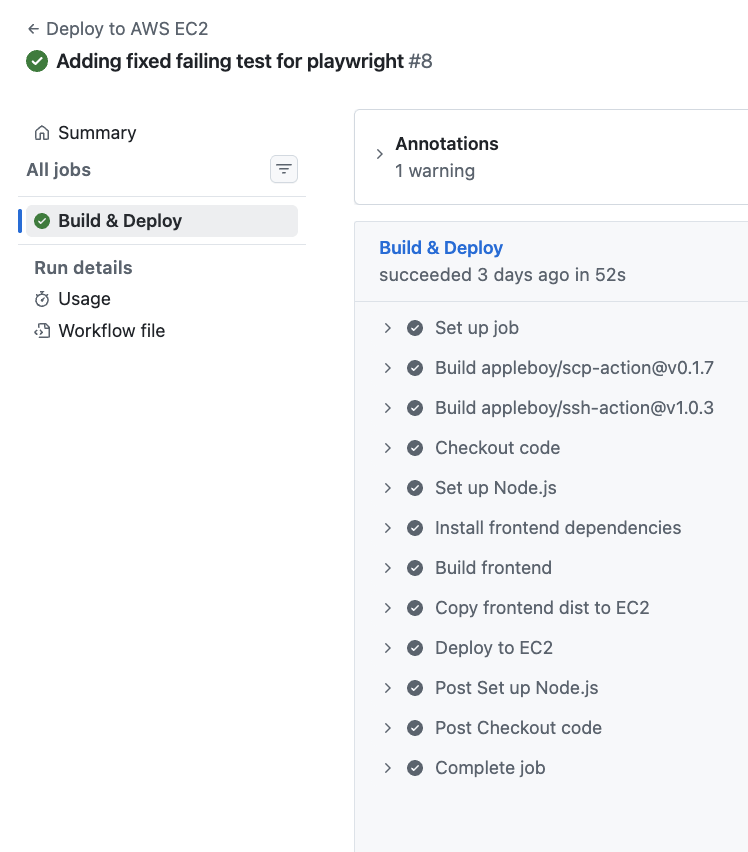 ← Deploy to AWS EC2
Adding fixed failing test for playwright #8
Summary
All jobs
Build & Deploy
Run details
Usage
Workflow file
Annotations
1 warning
Build & Deploy
succeeded 3 days ago in 52s
Set up job
Build appleboy/scp-action@v0.1.7
Build appleboy/ssh-action@v1.0.3
Checkout code
Set up Node.js
Install frontend dependencies
Build frontend
Copy frontend dist to EC2
Deploy to EC2
Post Set up Node.js
Post Checkout code
Complete job